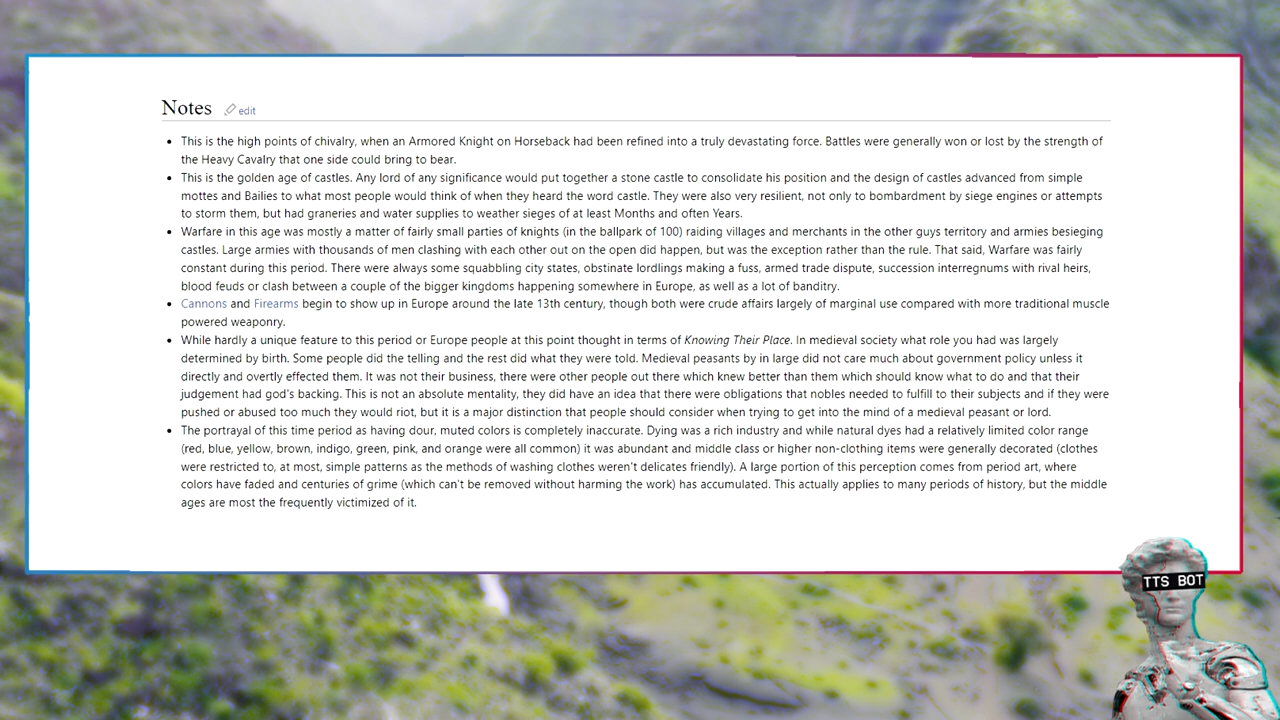 Notes edit
This is the high points of chivalry, when an Armored Knight on Horseback had been refined into a truly devastating force. Battles were generally won or lost by the strength of
the Heavy Cavalry that one side could bring to bear.
This is the golden age of castles. Any lord of any significance would put together a stone castle to consolidate his position and the design of castles advanced from simple
mottes and Bailies to what most people would think of when they heard the word castle. They were also very resilient, not only to bombardment by siege engines or attempts
to storm them, but had graneries and water supplies to weather sieges of at least Months and often Years.
Warfare in this age was mostly a matter of fairly small parties of knights (in the ballpark of 100) raiding villages and merchants in the other guys territory and armies besieging
castles. Large armies with thousands of men clashing with each other out on the open did happen, but was the exception rather than the rule. That said, Warfare was fairly
constant during this period. There were always some squabbling city states, obstinate lordlings making a fuss, armed trade dispute, succession interregnums with rival heirs,
blood feuds or clash between a couple of the bigger kingdoms happening somewhere in Europe, as well as a lot of banditry.
Cannons and Firearms begin to show up in Europe around the late 13th century, though both were crude affairs largely of marginal use compared with more traditional muscle
powered weaponry.
While hardly a unique feature to this period or Europe people at this point thought in terms of Knowing Their Place. In medieval society what role you had was largely
determined by birth. Some people did the telling and the rest did what they were told. Medieval peasants by in large did not care much about government policy unless it
directly and overtly effected them. It was not their business, there were other people out there which knew better than them which should know what to do and that their
judgement had god's backing. This is not an absolute mentality, they did have an idea that there were obligations that nobles needed to fulfill to their subjects and if they were
pushed or abused too much they would riot, but it is a major distinction that people should consider when trying to get into the mind of a medieval peasant or lord.
The portrayal of this time period as having dour, muted colors is completely inaccurate. Dying was a rich industry and while natural dyes had a relatively limited color range
(red, blue, yellow, brown, indigo, green, pink, and orange were all common) it was abundant and middle class or higher non-clothing items were generally decorated (clothes
were restricted to, at most, simple patterns as the methods of washing clothes weren't delicates friendly). A large portion of this perception comes from period art, where
colors have faded and centuries of grime (which can't be removed without harming the work) has accumulated. This actually applies to many periods of history, but the middle
ages are most the frequently victimized of it.
TTS BOT